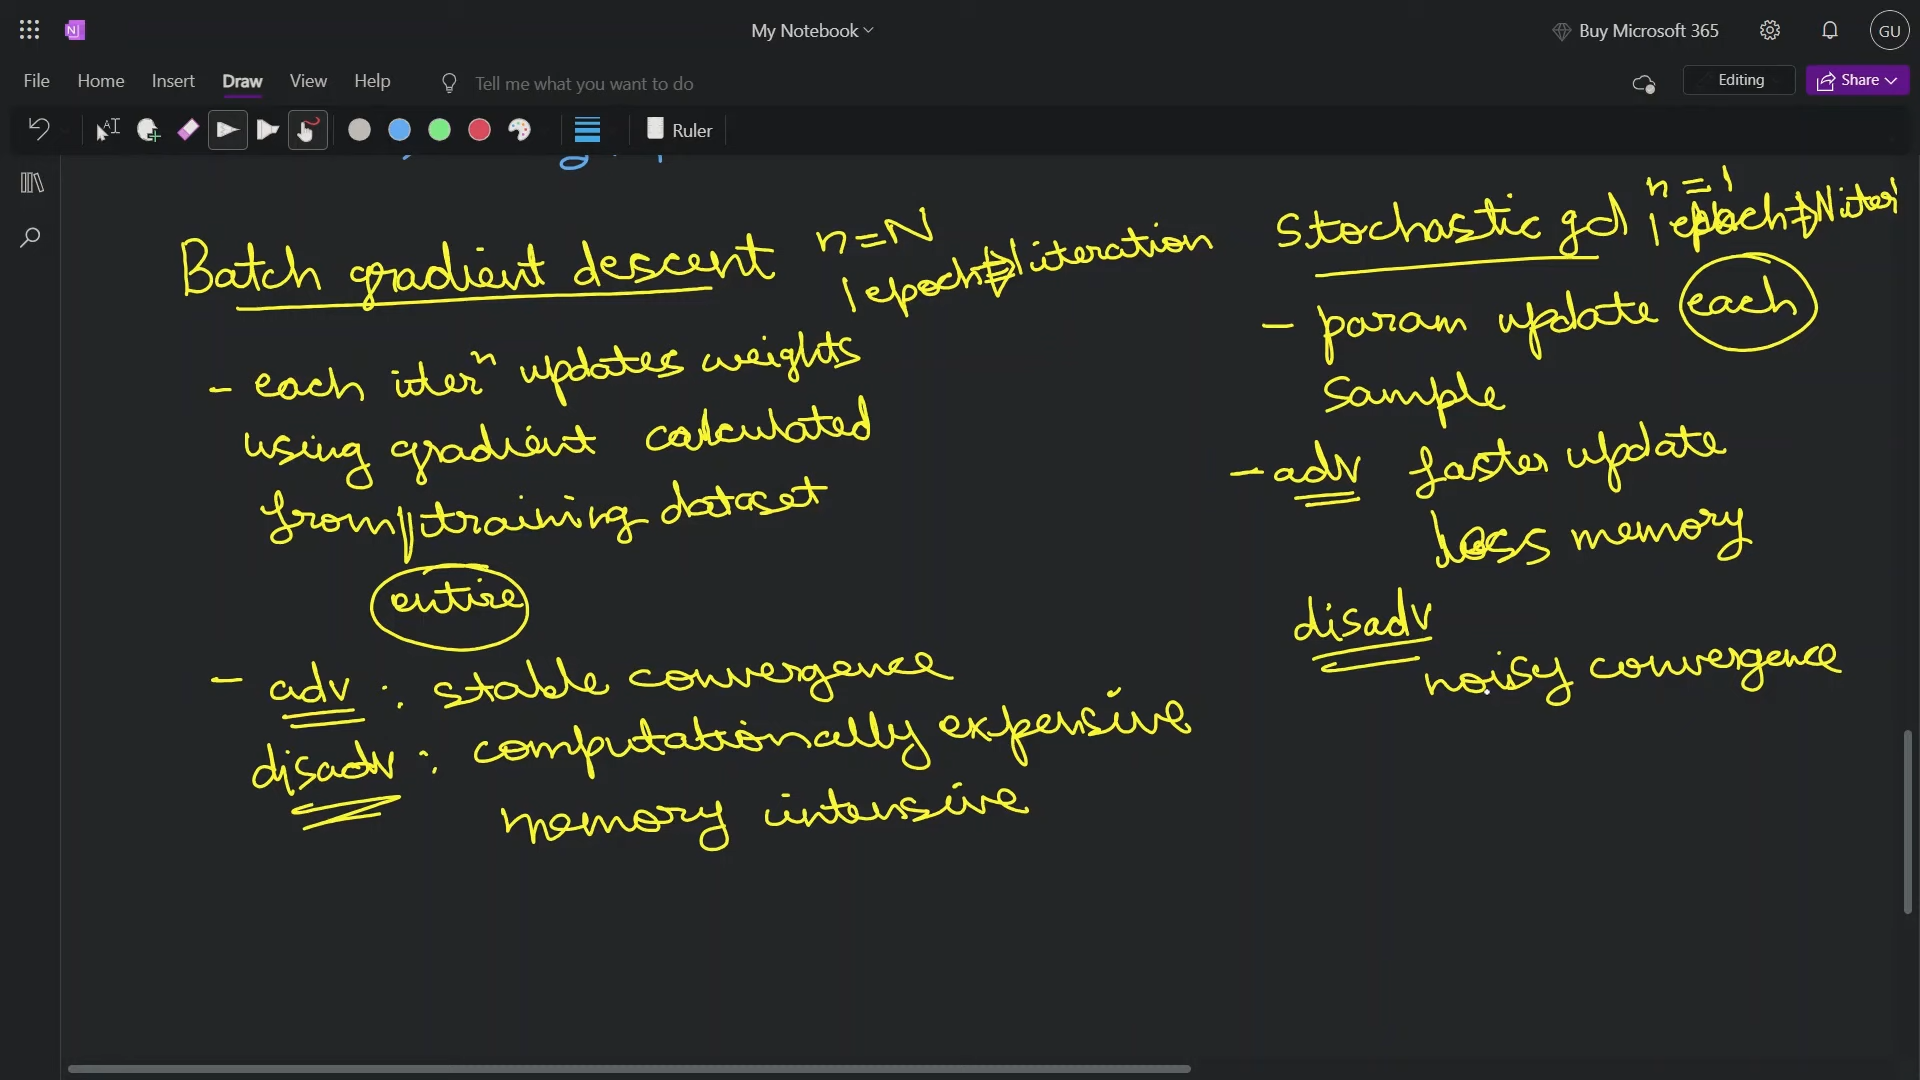 My Notebook
Buy Microsoft 365
GU
File Home Insert Draw View Help Tell me what you want to do
Editing Share
Ruler
Batch gradient descent n=N
1 epoch ⇒ 1 iteration
- each iterⁿ updates weights
using gradient calculated
from training dataset
entire
- adv : stable convergence
disadv : computationally expensive
memory intensive
Stochastic gd n = 1
1 epoch ⇒ N iter
- param update each
sample
- adv faster update
less memory
disadv
noisy convergence